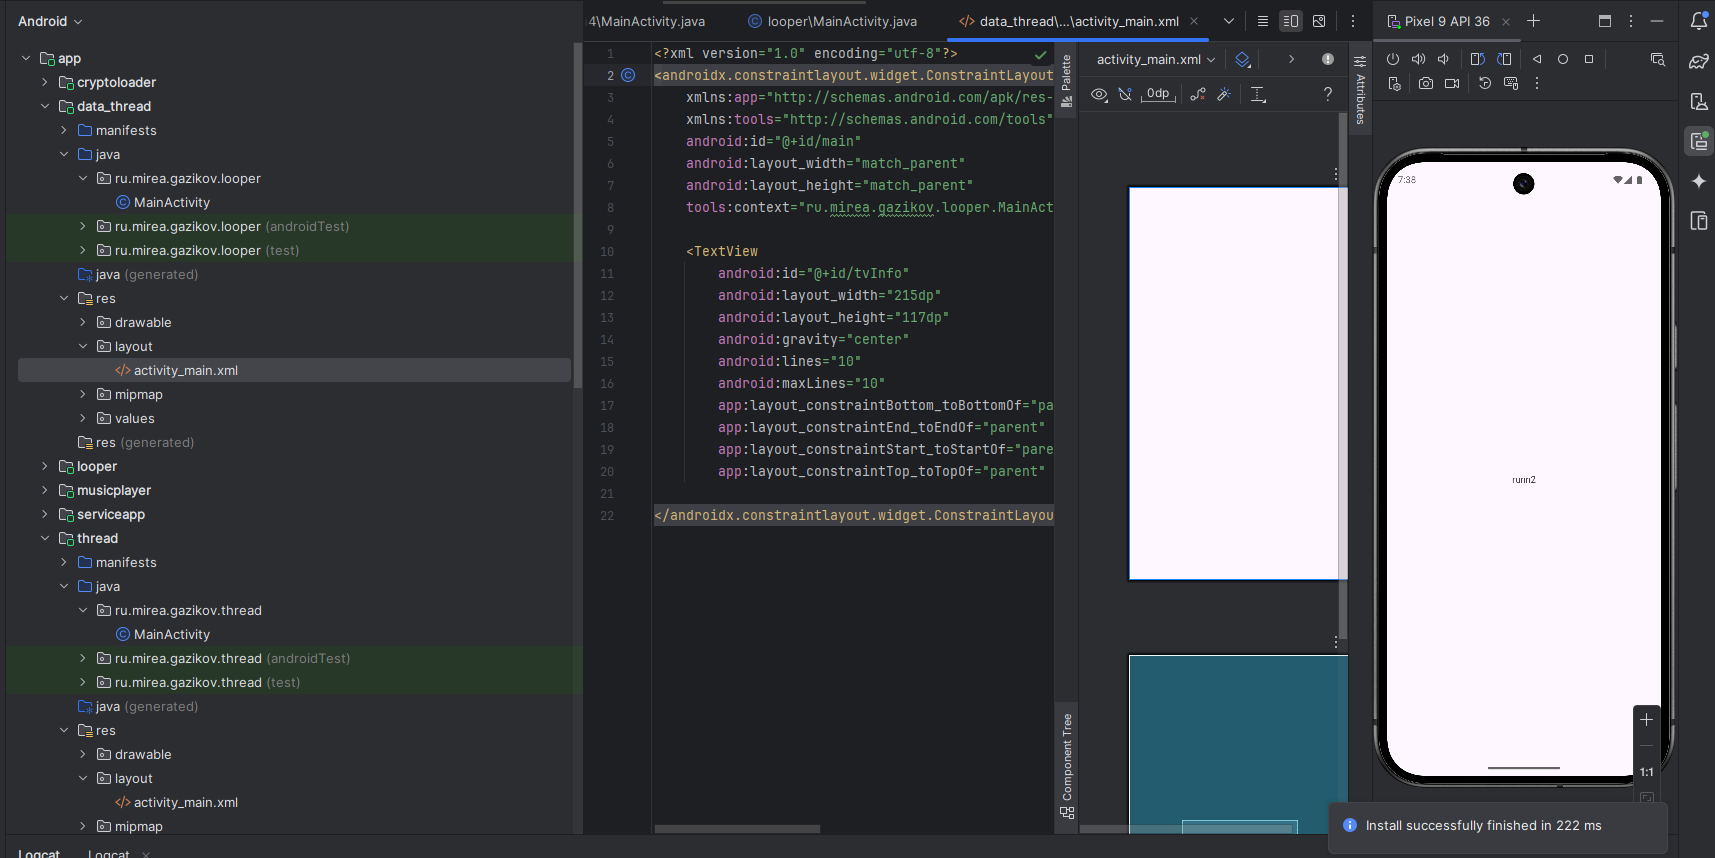 Android
4\MainActivity.java
looper\MainActivity.java
data_thread\...\activity_main.xml
Pixel 9 API 36
app
cryptoloader
data_thread
manifests
java
ru.mirea.gazikov.looper
MainActivity
ru.mirea.gazikov.looper (androidTest)
ru.mirea.gazikov.looper (test)
java (generated)
res
drawable
layout
activity_main.xml
mipmap
values
res (generated)
looper
musicplayer
serviceapp
thread
manifests
java
ru.mirea.gazikov.thread
MainActivity
ru.mirea.gazikov.thread (androidTest)
ru.mirea.gazikov.thread (test)
java (generated)
res
drawable
layout
activity_main.xml
mipmap
1 <?xml version="1.0" encoding="utf-8"?>
2 <androidx.constraintlayout.widget.ConstraintLayout
3 xmlns:app="http://schemas.android.com/apk/res-
4 xmlns:tools="http://schemas.android.com/tools"
5 android:id="@+id/main"
6 android:layout_width="match_parent"
7 android:layout_height="match_parent"
8 tools:context="ru.mirea.gazikov.looper.MainAct
9
10 <TextView
11 android:id="@+id/tvInfo"
12 android:layout_width="215dp"
13 android:layout_height="117dp"
14 android:gravity="center"
15 android:lines="10"
16 android:maxLines="10"
17 app:layout_constraintBottom_toBottomOf="pa
18 app:layout_constraintEnd_toEndOf="parent"
19 app:layout_constraintStart_toStartOf="pare
20 app:layout_constraintTop_toTopOf="parent"
21
22 </androidx.constraintlayout.widget.ConstraintLayou
Palette
Component Tree
activity_main.xml
0dp
?
Attributes
7:38
runn2
1:1
Install successfully finished in 222 ms
Logcat
Logcat